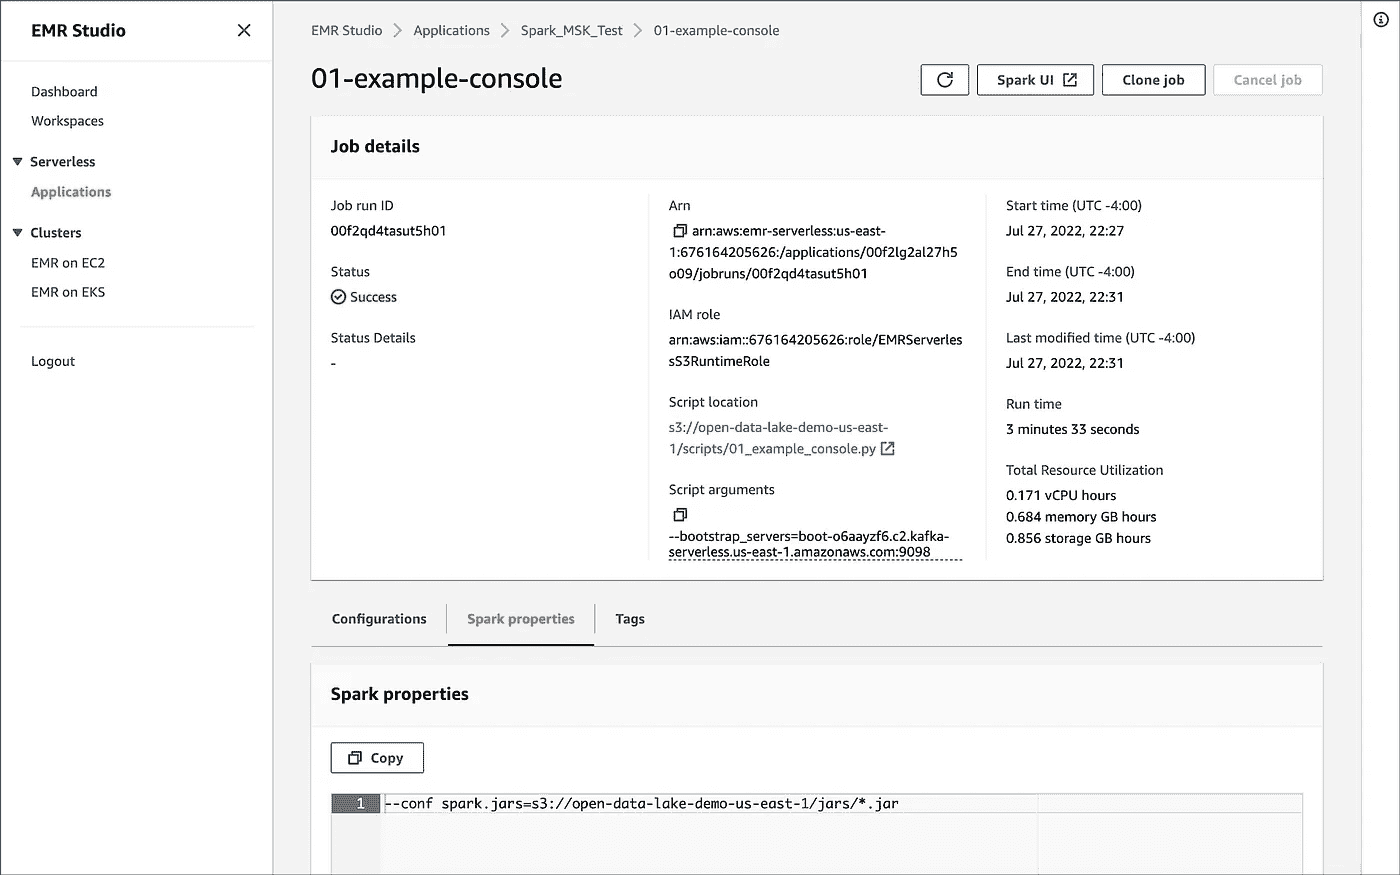 EMR Studio
Dashboard
Workspaces
Serverless
Applications
Clusters
EMR on EC2
EMR on EKS
Logout
EMR Studio > Applications > Spark_MSK_Test > 01-example-console
01-example-console
Spark UI
Clone job
Cancel job
Job details
Job run ID
00f2qd4tasut5h01
Status
Success
Status Details
-
Arn
arn:aws:emr-serverless:us-east-
1:676164205626:/applications/00f2lg2al27h5
o09/jobruns/00f2qd4tasut5h01
IAM role
arn:aws:iam::676164205626:role/EMRServerles
sS3RuntimeRole
Script location
s3://open-data-lake-demo-us-east-
1/scripts/01_example_console.py
Script arguments
--bootstrap_servers=boot-o6aayzf6.c2.kafka-
serverless.us-east-1.amazonaws.com:9098
Start time (UTC -4:00)
Jul 27, 2022, 22:27
End time (UTC -4:00)
Jul 27, 2022, 22:31
Last modified time (UTC -4:00)
Jul 27, 2022, 22:31
Run time
3 minutes 33 seconds
Total Resource Utilization
0.171 vCPU hours
0.684 memory GB hours
0.856 storage GB hours
Configurations
Spark properties
Tags
Spark properties
Copy
1 --conf spark.jars=s3://open-data-lake-demo-us-east-1/jars/*.jar